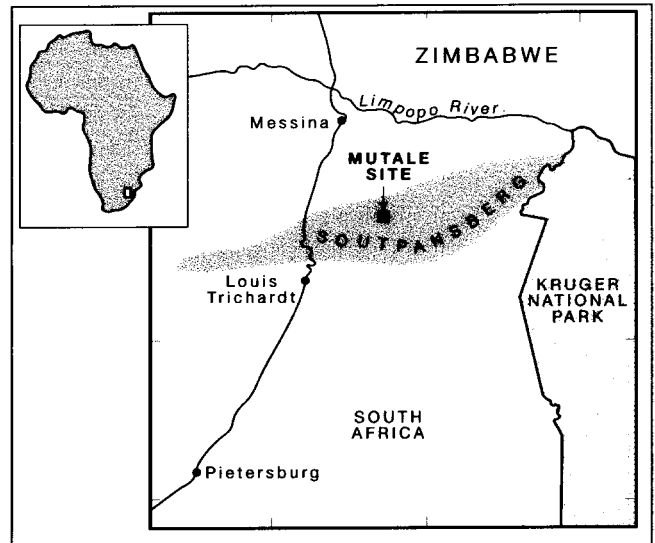 ZIMBABWE
Limpopo River
Messina
MUTALE
SITE
SOUTPANSBERG
Louis
Trichardt
KRUGER
NATIONAL
PARK
SOUTH
AFRICA
Pietersburg